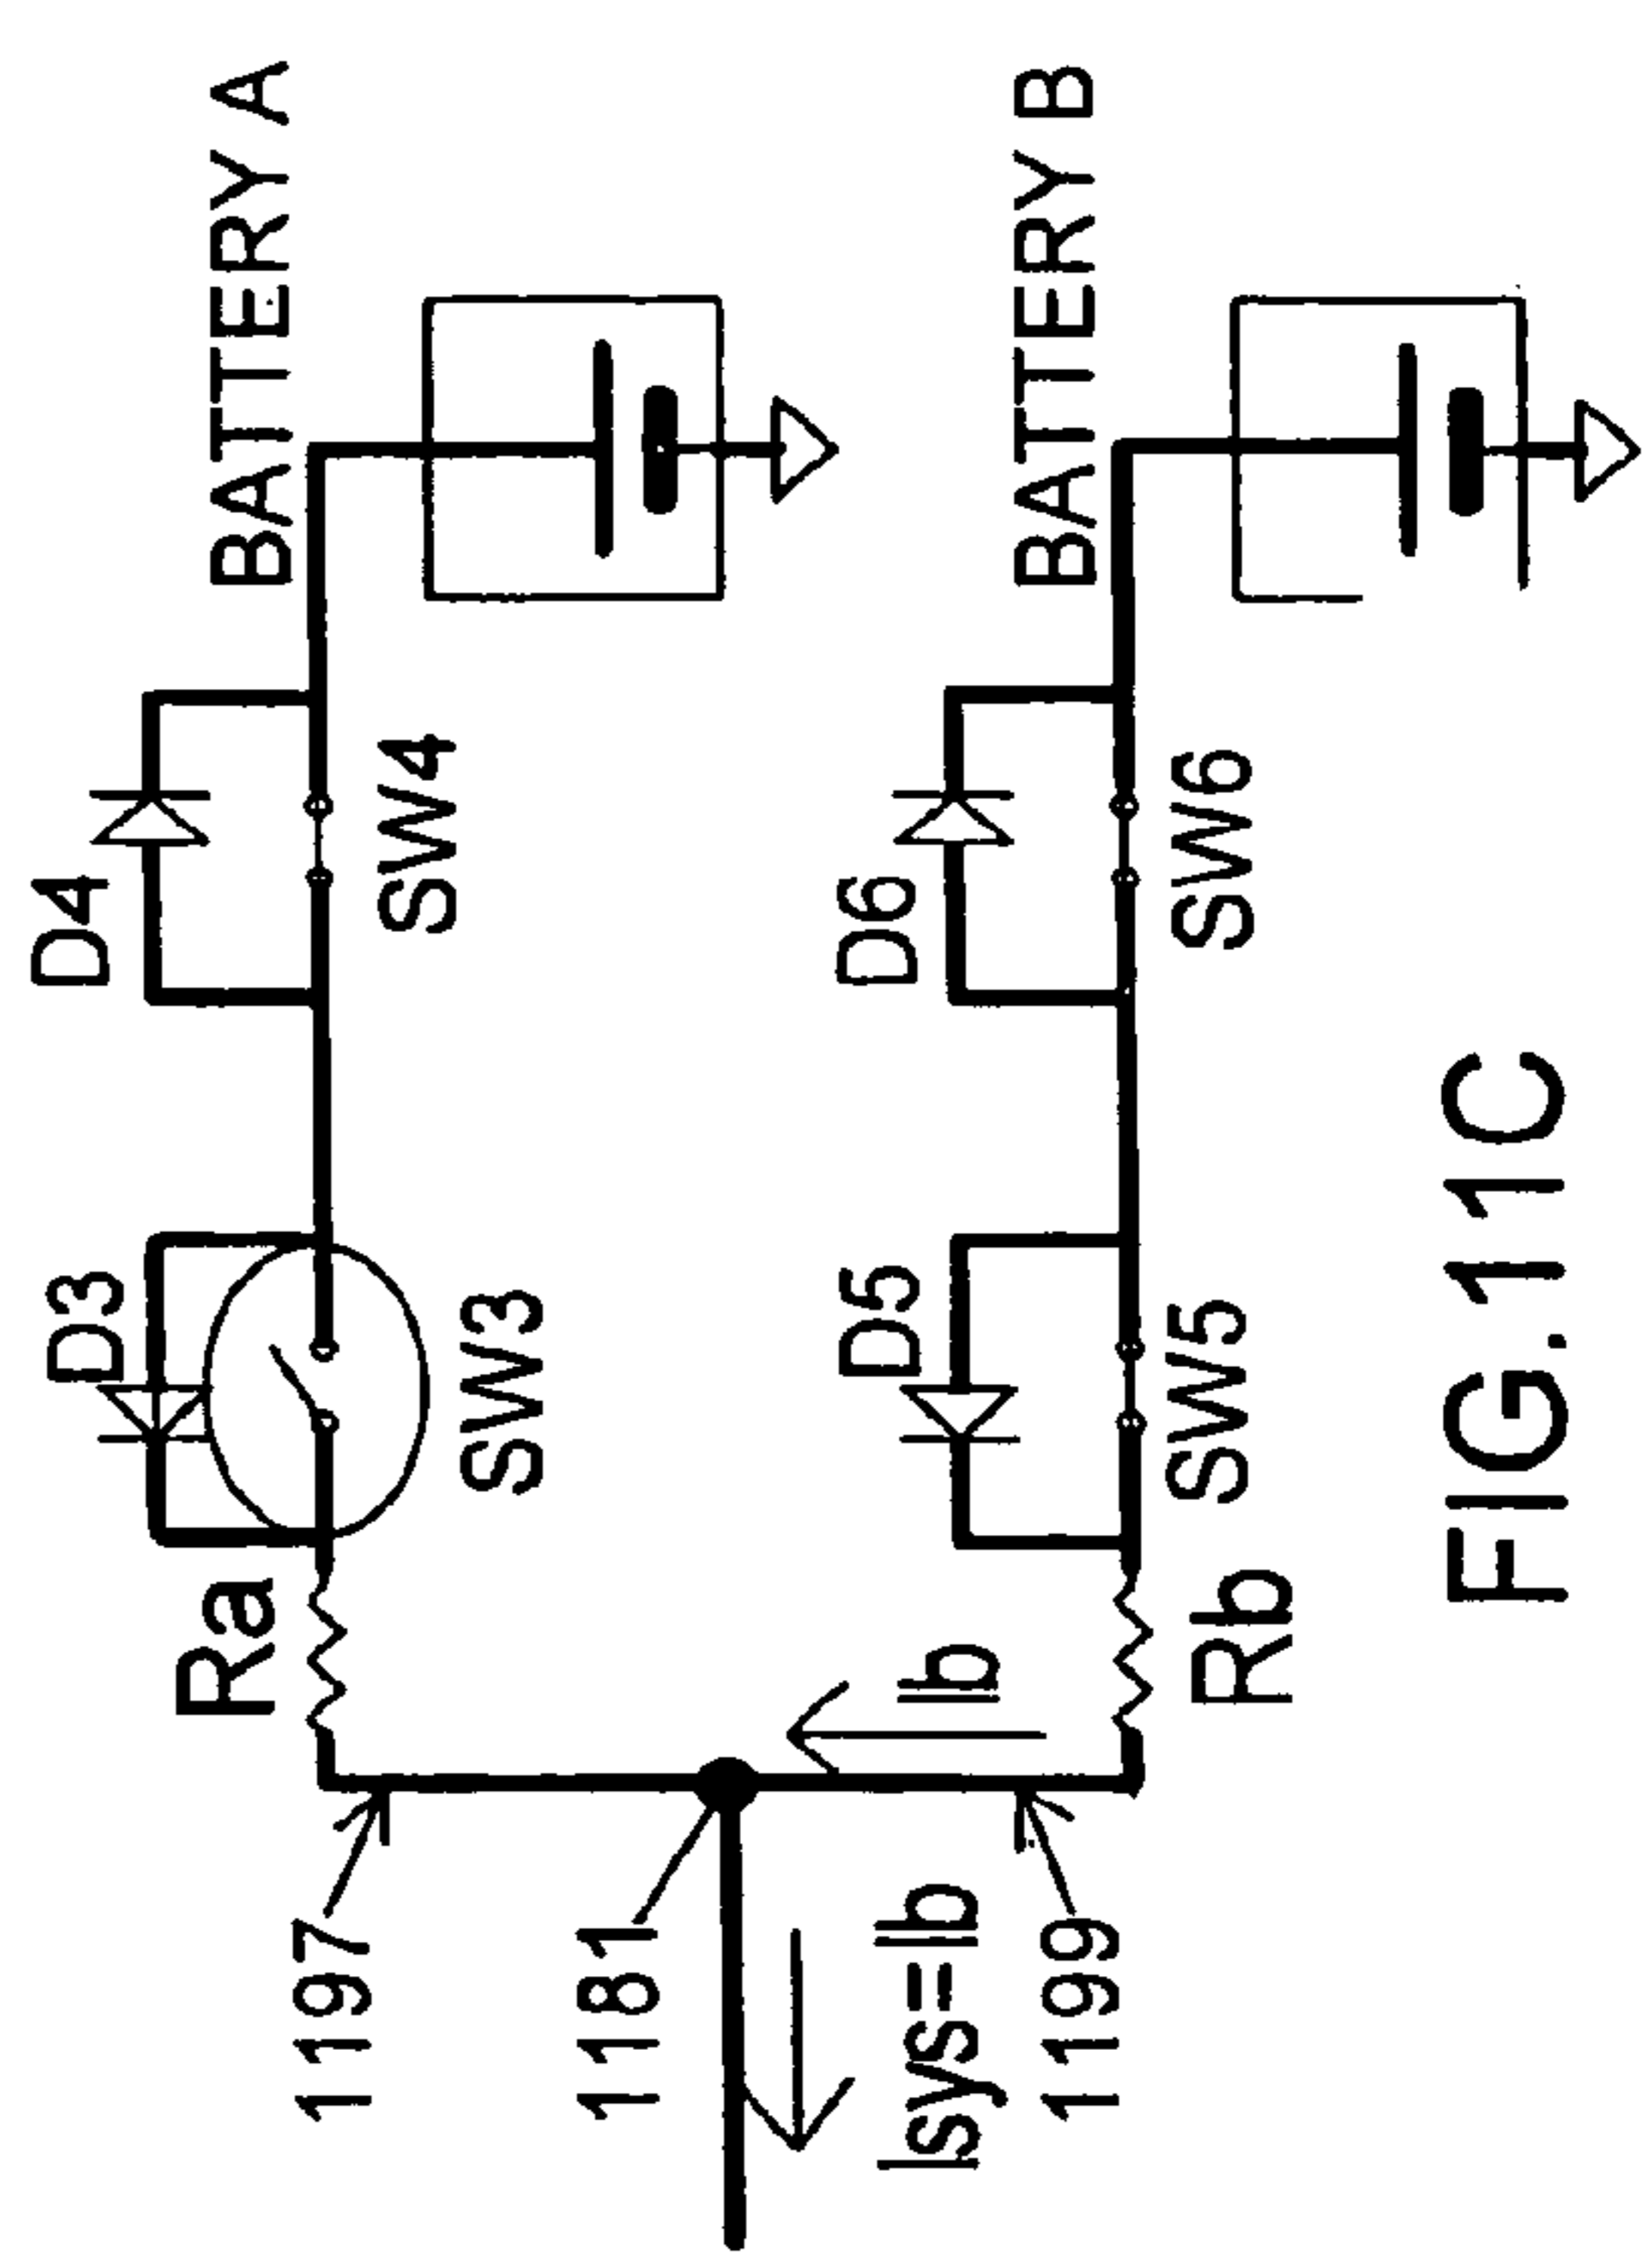 BATTERY A
D4
SW4
D3
SW3
Ra
1197
1181
Isys=Ib
Ib
1199
BATTERY B
D6
SW6
D5
SW5
Rb
FIG.11C